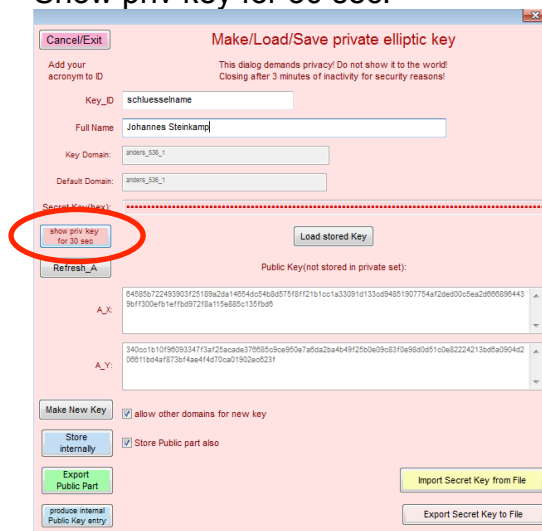 Show priv key for 30 sec.
Cancel/Exit
Make/Load/Save private elliptic key
Add your
acronym to ID
This dialog demands privacy! Do not show it to the world!
Closing after 3 minutes of inactivity for security reasons!
Key_ID
schluesselname
Full Name
Johannes Steinkamp
Key Domain:
anders_536_1
Default Domain:
anders_536_1
Secret Key(hex):
show priv key
for 30 sec
Load stored Key
Refresh_A
Public Key(not stored in private set):
A_X:
A_Y:
Make New Key
allow other domains for new key
Store
internally
Store Public part also
Export
Public Part
Import Secret Key from File
produce internal
Public Key entry
Export Secret Key to File